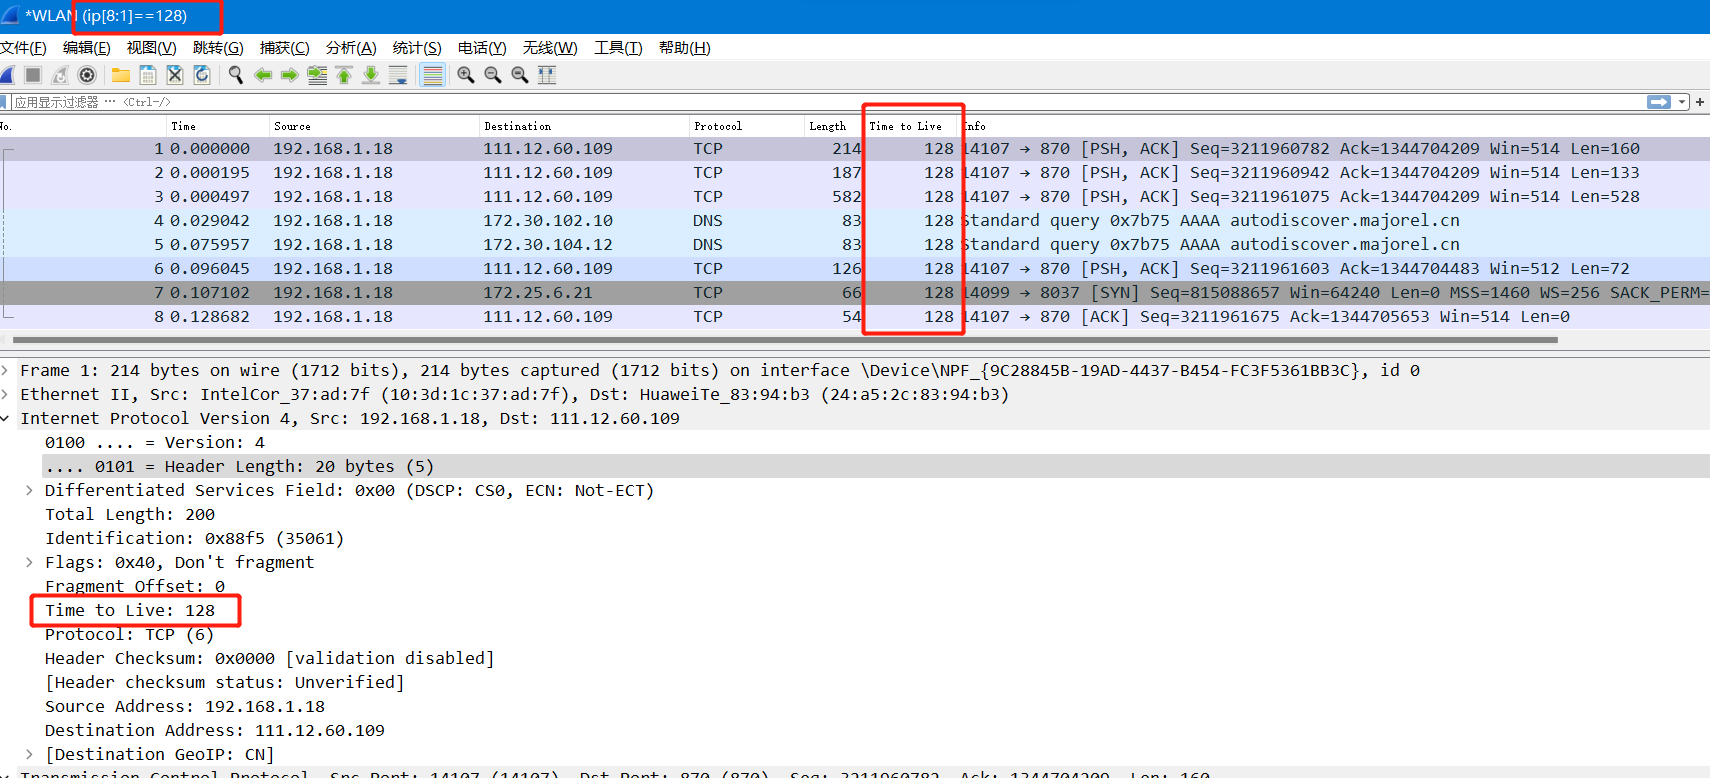 *WLAN (ip[8:1]==128)
文件(F) 编辑(E) 视图(V) 跳转(G) 捕获(C) 分析(A) 统计(S) 电话(Y) 无线(W) 工具(T) 帮助(H)
应用显示过滤器 … <Ctrl-/>
No. Time Source Destination Protocol Length Time to Live Info
1 0.000000 192.168.1.18 111.12.60.109 TCP 214 128 14107 → 870 [PSH, ACK] Seq=3211960782 Ack=1344704209 Win=514 Len=160
2 0.000195 192.168.1.18 111.12.60.109 TCP 187 128 14107 → 870 [PSH, ACK] Seq=3211960942 Ack=1344704209 Win=514 Len=133
3 0.000497 192.168.1.18 111.12.60.109 TCP 582 128 14107 → 870 [PSH, ACK] Seq=3211961075 Ack=1344704209 Win=514 Len=528
4 0.029042 192.168.1.18 172.30.102.10 DNS 83 128 Standard query 0x7b75 AAAA autodiscover.majorel.cn
5 0.075957 192.168.1.18 172.30.104.12 DNS 83 128 Standard query 0x7b75 AAAA autodiscover.majorel.cn
6 0.096045 192.168.1.18 111.12.60.109 TCP 126 128 14107 → 870 [PSH, ACK] Seq=3211961603 Ack=1344704483 Win=512 Len=72
7 0.107102 192.168.1.18 172.25.6.21 TCP 66 128 14099 → 8037 [SYN] Seq=815088657 Win=64240 Len=0 MSS=1460 WS=256 SACK_PERM=
8 0.128682 192.168.1.18 111.12.60.109 TCP 54 128 14107 → 870 [ACK] Seq=3211961675 Ack=1344705653 Win=514 Len=0
Frame 1: 214 bytes on wire (1712 bits), 214 bytes captured (1712 bits) on interface \Device\NPF_{9C28845B-19AD-4437-B454-FC3F5361BB3C}, id 0
Ethernet II, Src: IntelCor_37:ad:7f (10:3d:1c:37:ad:7f), Dst: HuaweiTe_83:94:b3 (24:a5:2c:83:94:b3)
Internet Protocol Version 4, Src: 192.168.1.18, Dst: 111.12.60.109
0100 .... = Version: 4
.... 0101 = Header Length: 20 bytes (5)
Differentiated Services Field: 0x00 (DSCP: CS0, ECN: Not-ECT)
Total Length: 200
Identification: 0x88f5 (35061)
Flags: 0x40, Don't fragment
Fragment Offset: 0
Time to Live: 128
Protocol: TCP (6)
Header Checksum: 0x0000 [validation disabled]
[Header checksum status: Unverified]
Source Address: 192.168.1.18
Destination Address: 111.12.60.109
[Destination GeoIP: CN]
Transmission Control Protocol, Src Port: 14107 (14107), Dst Port: 870 (870), Seq: 3211960782, Ack: 1344704209, Len: 160